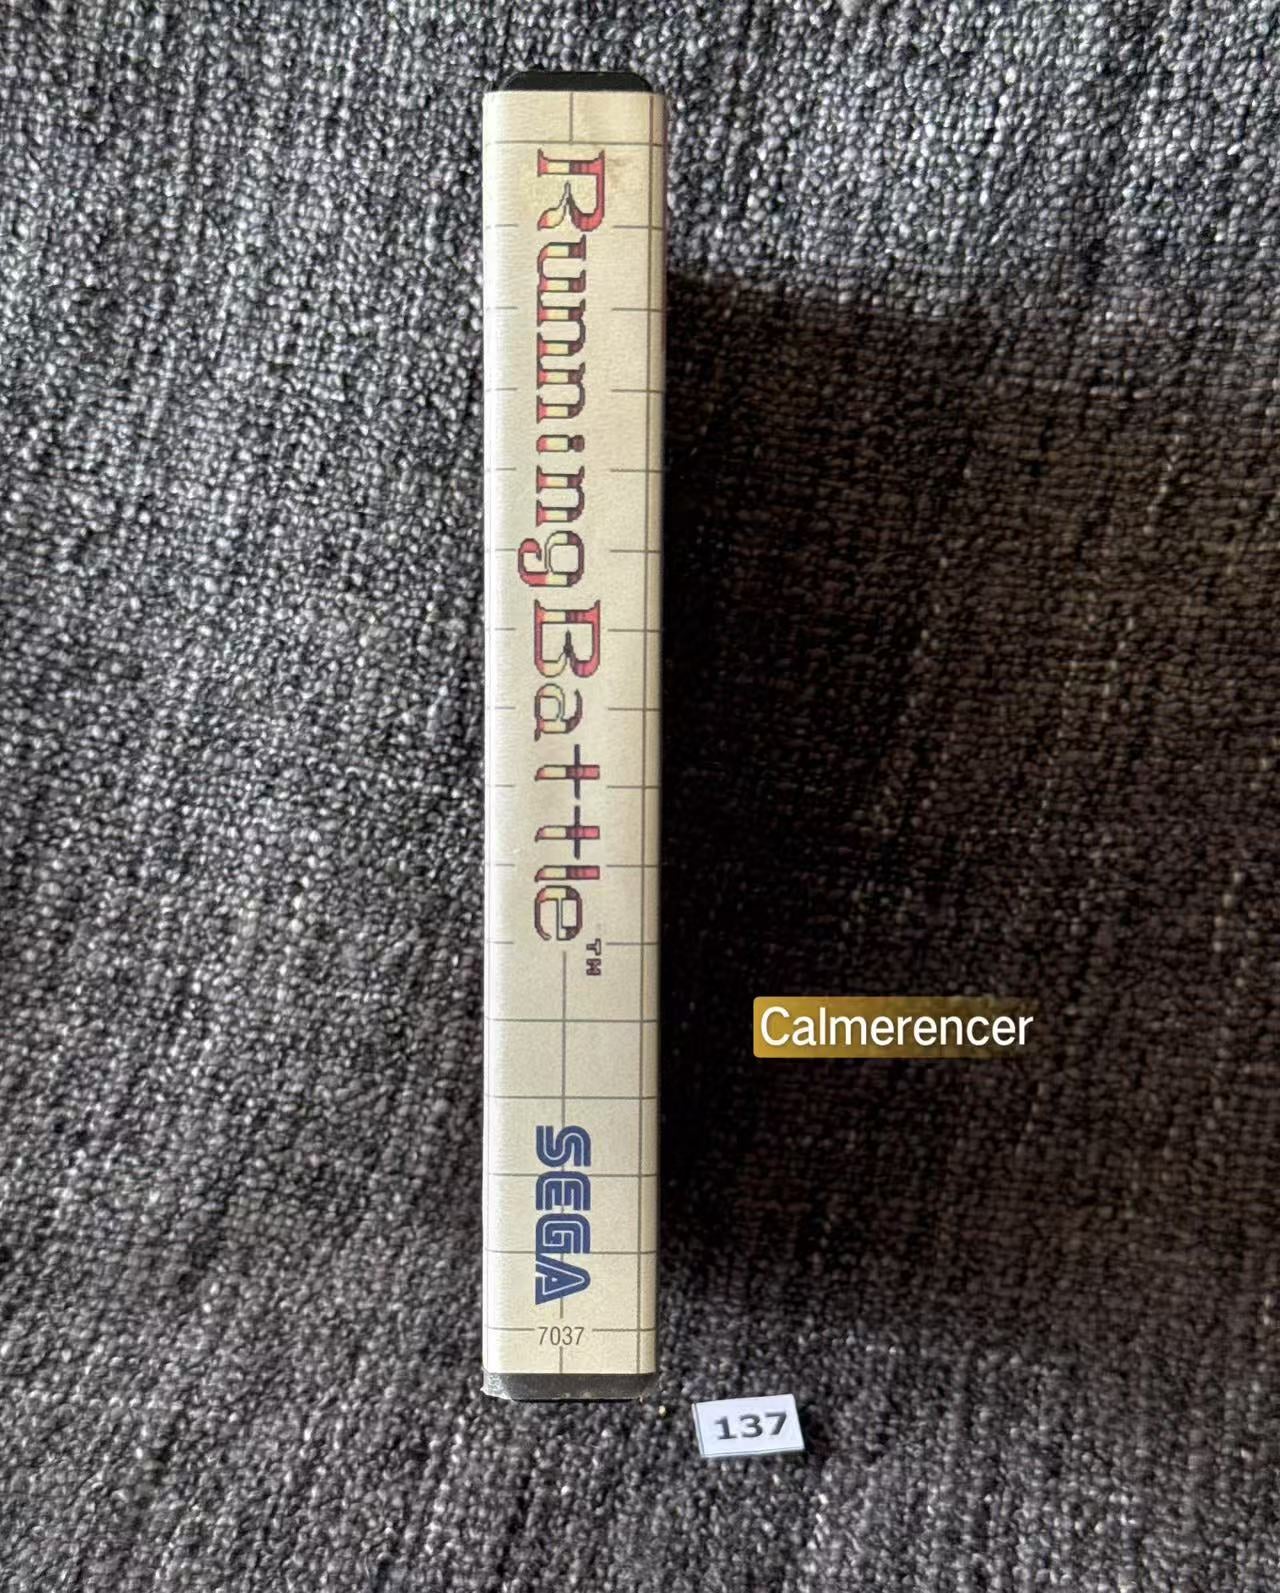 Running Battle™
SEGA
7037
Calmerencer
137